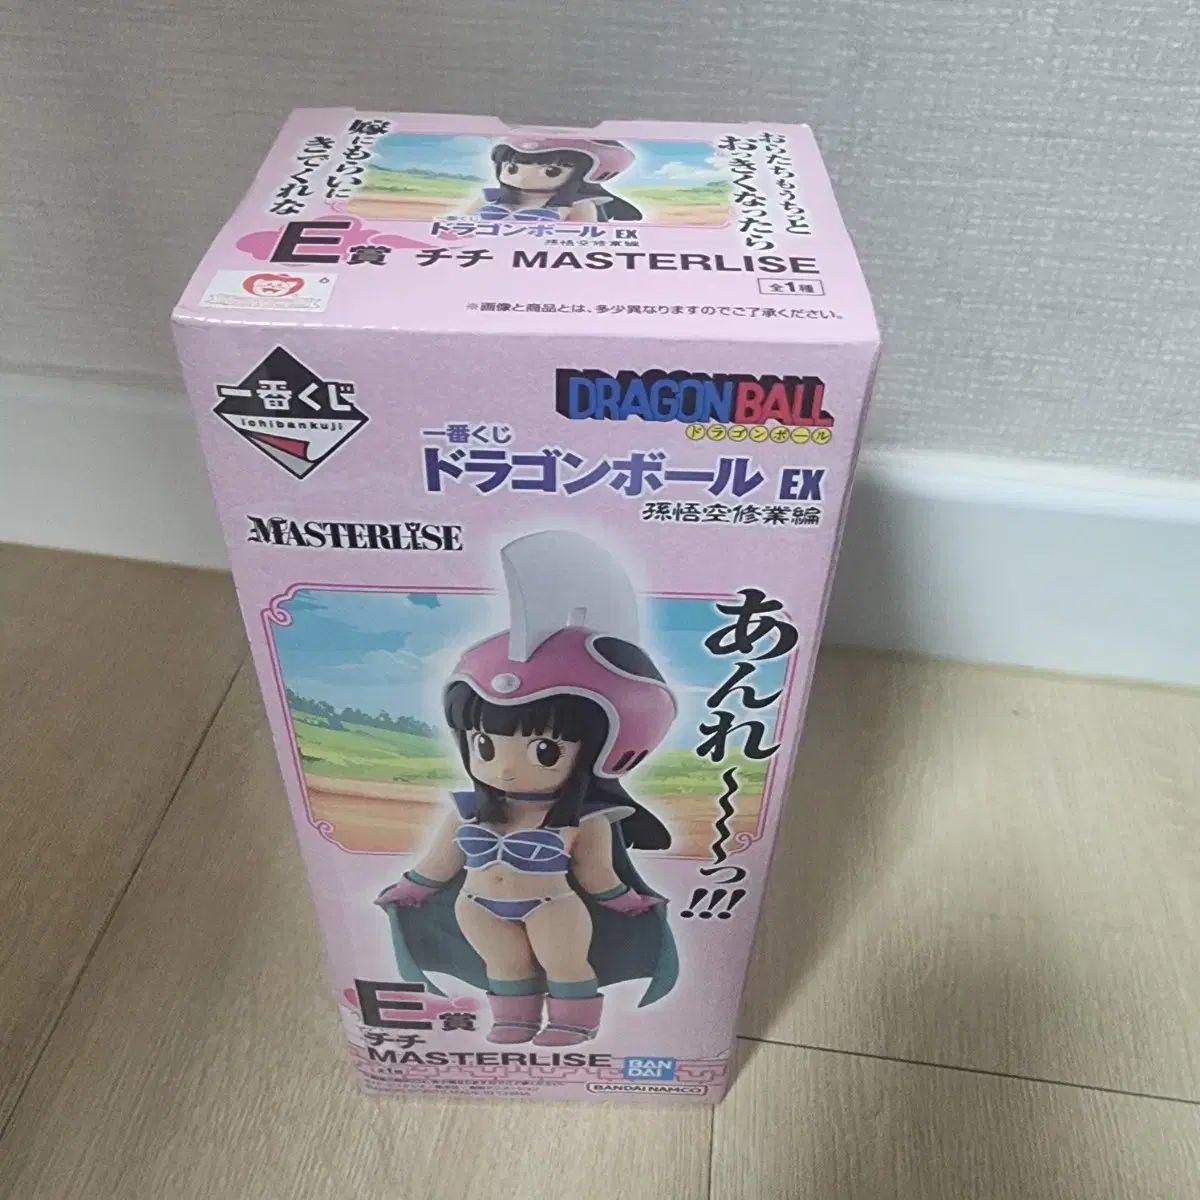 おらたちもうちっと
おっきくなったら
嫁にもらいに
きてくれな
一番くじ
ドラゴンボール EX
孫悟空修業編
E賞 チチ MASTERLISE
全1種
6
※画像と商品とは、多少異なりますのでご了承ください。
一番くじ
ichibankuji
DRAGON BALL
ドラゴンボール
一番くじ
ドラゴンボール EX
孫悟空修業編
MASTERLISE
あんれ〜〜〜っ!!!
E賞
チチ
MASTERLISE
全1種
BAN
DAI
BANDAI NAMCO